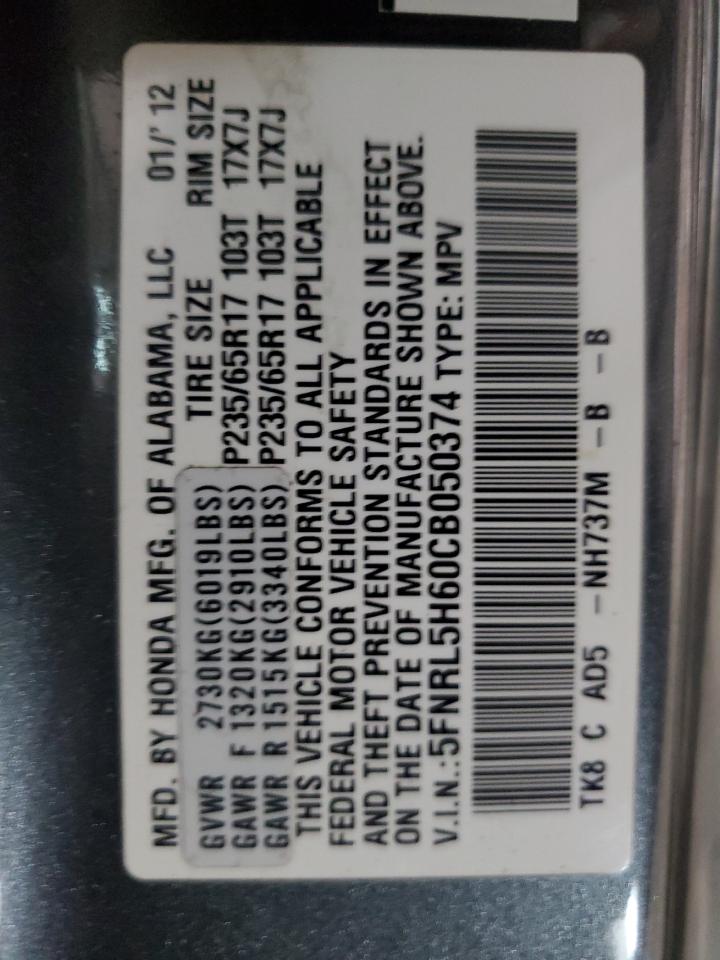 MFD. BY HONDA MFG. OF ALABAMA, LLC 01/'12
TIRE SIZE RIM SIZE
GVWR 2730KG(6019LBS)
GAWR F 1320KG(2910LBS) P235/65R17 103T 17X7J
GAWR R 1515KG(3340LBS) P235/65R17 103T 17X7J
THIS VEHICLE CONFORMS TO ALL APPLICABLE
FEDERAL MOTOR VEHICLE SAFETY
AND THEFT PREVENTION STANDARDS IN EFFECT
ON THE DATE OF MANUFACTURE SHOWN ABOVE.
V.I.N.:5FNRL5H60CB050374 TYPE: MPV
TK8 C AD5 -NH737M -B -B